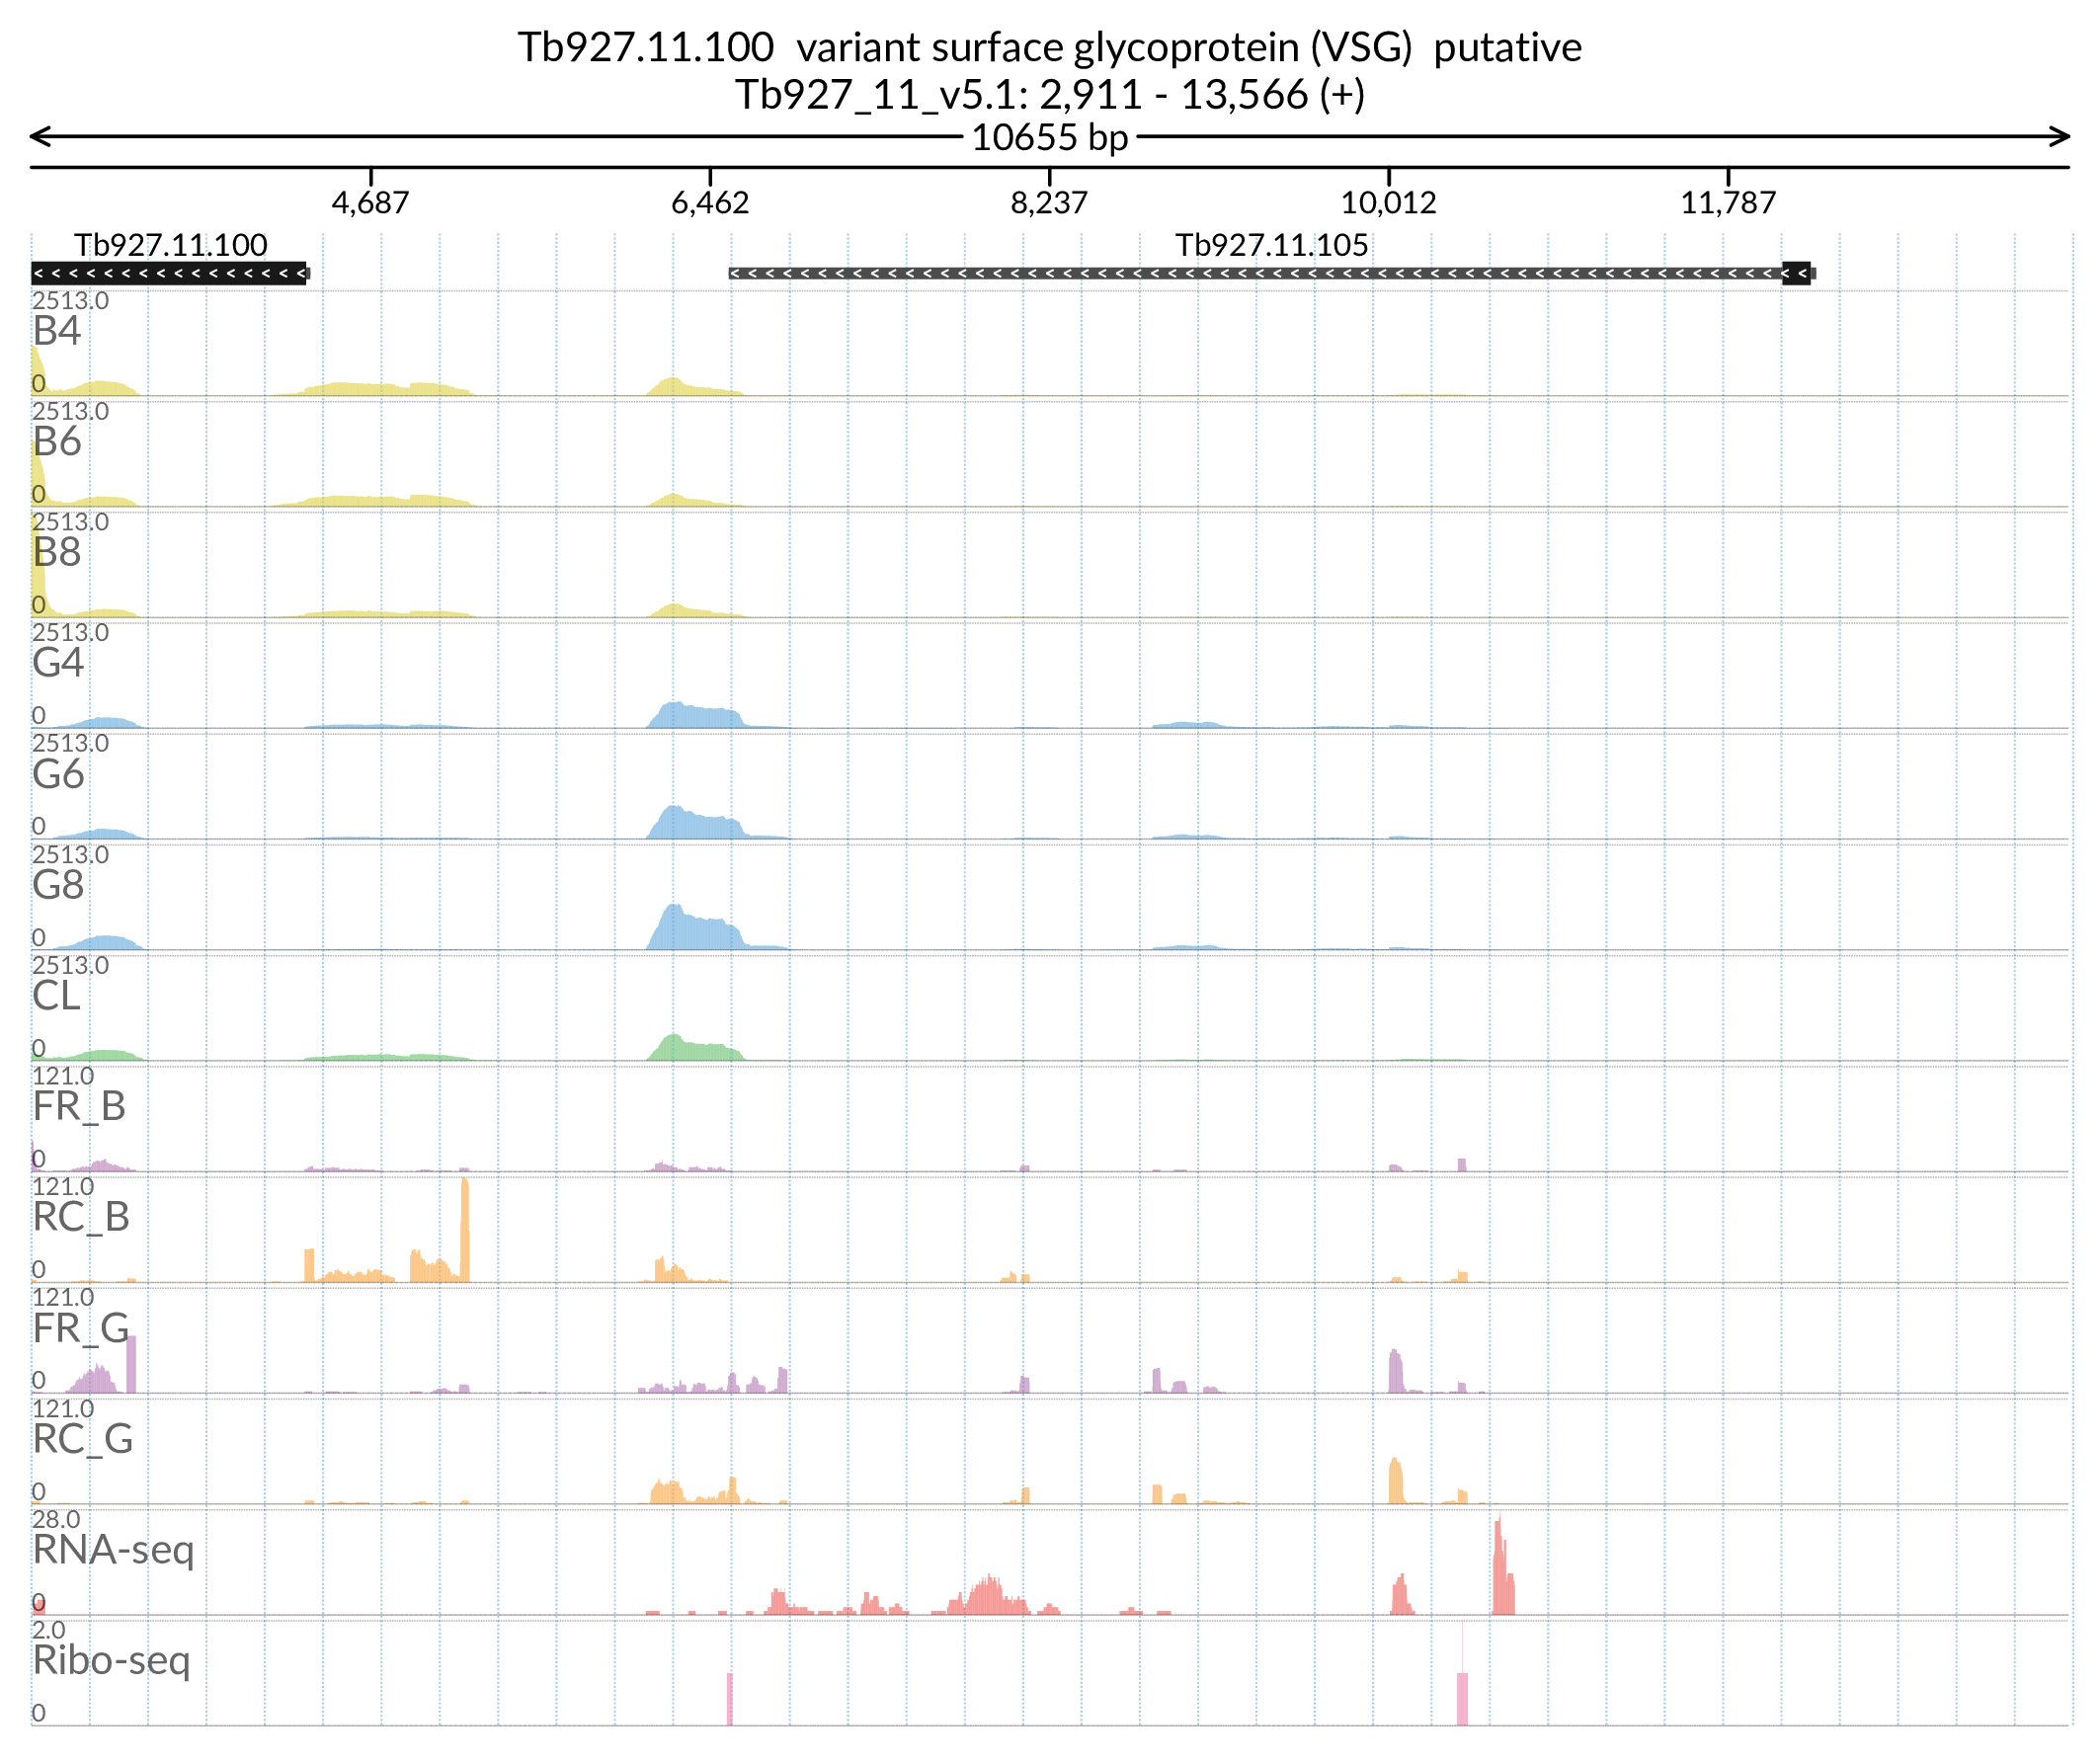 Tb927.11.100  variant surface glycoprotein (VSG)  putative
Tb927_11_v5.1: 2,911 - 13,566 (+)
10655 bp
4,687 6,462 8,237 10,012 11,787
Tb927.11.100 Tb927.11.105
2513.0
B4
0
2513.0
B6
0
2513.0
B8
0
2513.0
G4
0
2513.0
G6
0
2513.0
G8
0
2513.0
CL
0
121.0
FR_B
0
121.0
RC_B
0
121.0
FR_G
0
121.0
RC_G
0
28.0
RNA-seq
0
2.0
Ribo-seq
0